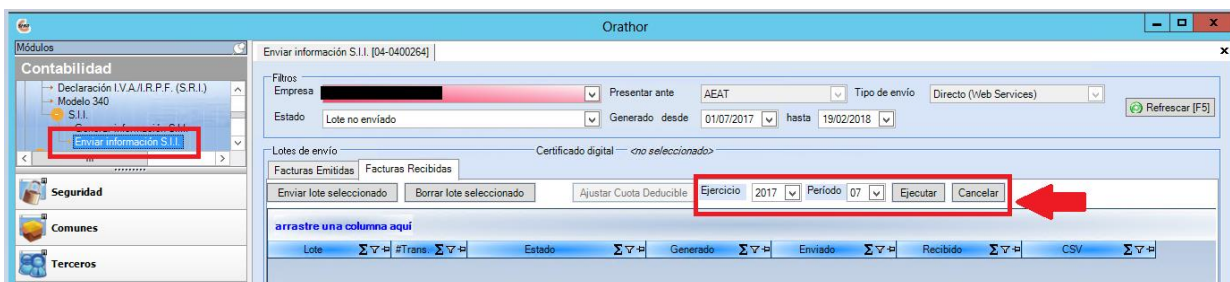 Orathor
Módulos
Contabilidad
Declaración I.V.A/I.R.P.F. (S.R.I.)
Modelo 340
S.I.I.
Enviar información S.I.I.
Seguridad
Comunes
Terceros
Enviar información S.I.I. [04-0400264]
x
Filtros
Empresa Presentar ante AEAT Tipo de envío Directo (Web Services)
Estado Lote no enviado Generado desde 01/07/2017 hasta 19/02/2018 Refrescar [F5]
Lotes de envío Certificado digital <no seleccionado>
Facturas Emitidas Facturas Recibidas
Enviar lote seleccionado Borrar lote seleccionado Ajustar Cuota Deducible Ejercicio 2017 Período 07 Ejecutar Cancelar
arrastre una columna aquí
Lote Σ #Trans. Σ Estado Σ Generado Σ Enviado Σ Recibido Σ CSV Σ